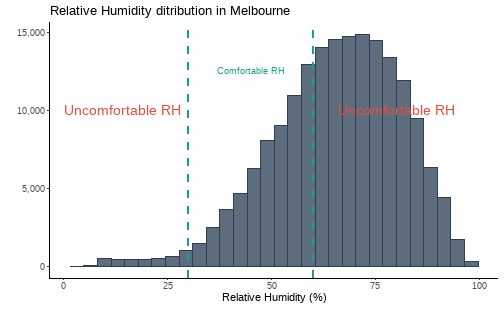 Relative Humidity ditribution in Melbourne
15,000
Comfortable RH
Uncomfortable RH
10,000
Uncomfortable RH
5,000
0
0
25
50
75
100
Relative Humidity (%)